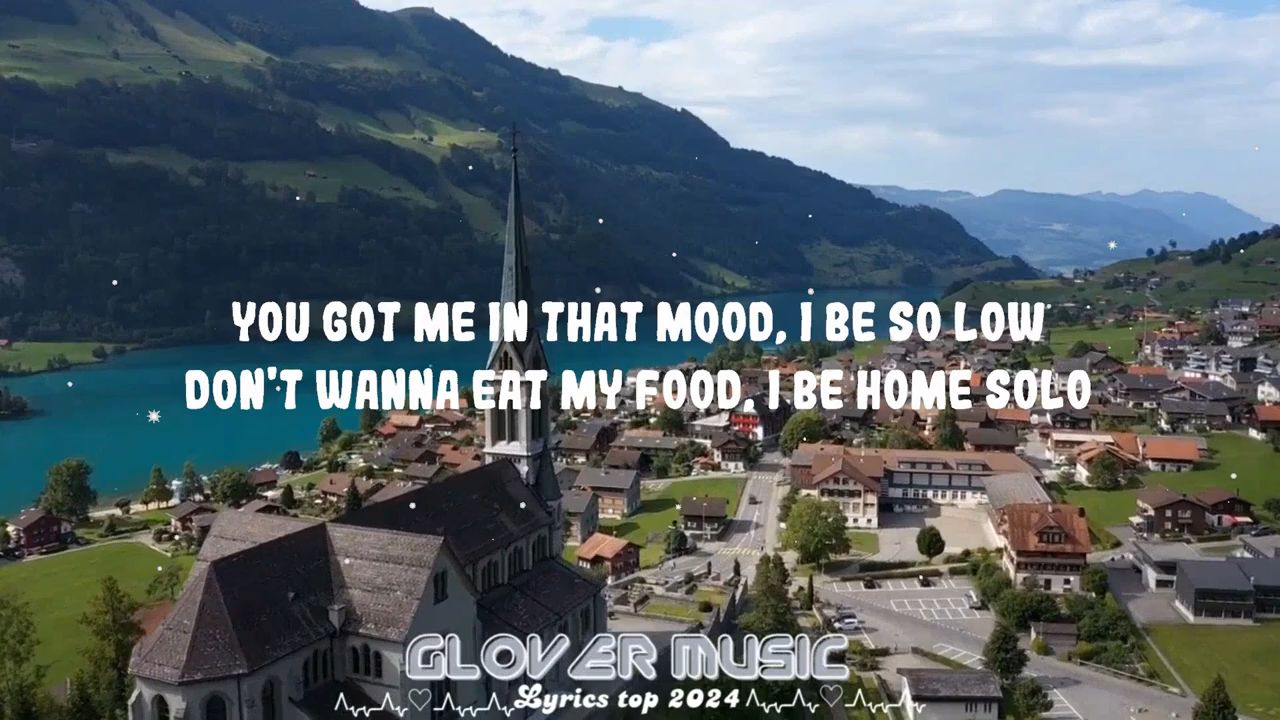 YOU GOT ME IN THAT MOOD, I BE SO LOW
DON'T WANNA EAT MY FOOD, I BE HOME SOLO
GLOVER MUSIC
Lyrics top 2024